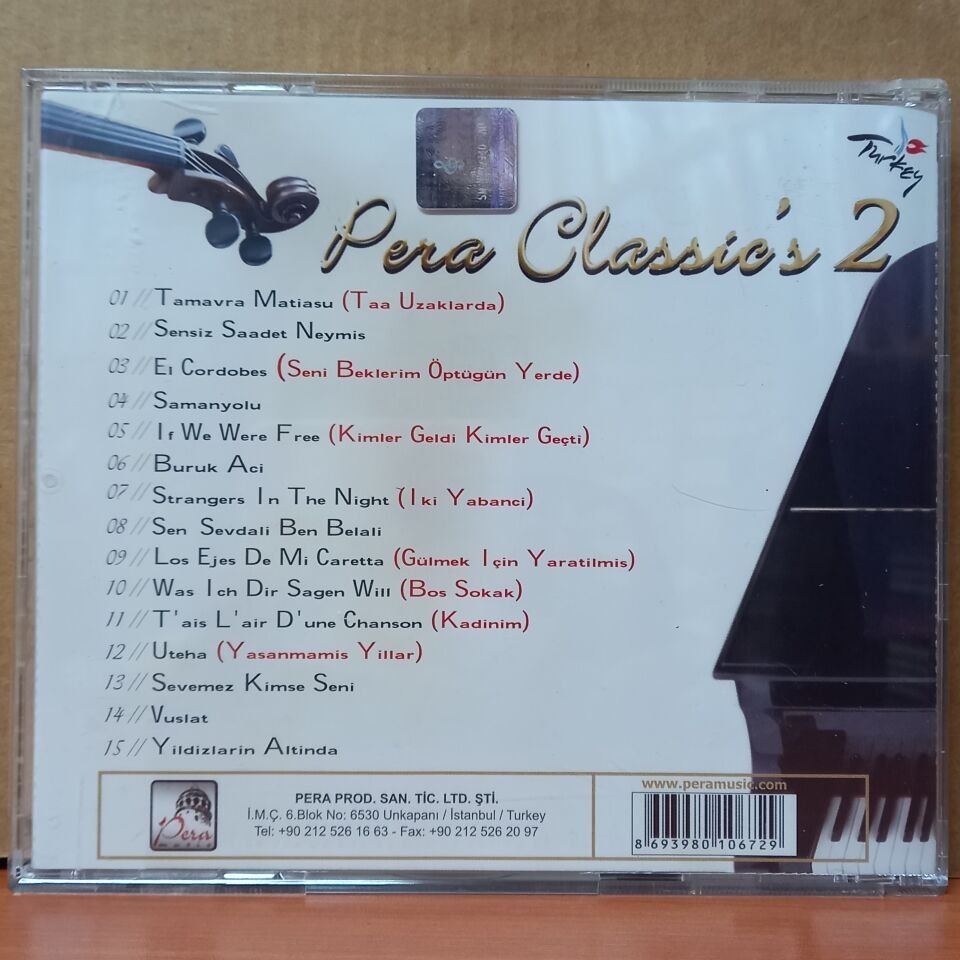 Turkey
Pera Classic's 2
01 // Tamavra Matiasu (Taa Uzaklarda)
02 // Sensiz Saadet Neymis
03 // El Cordobes (Seni Beklerim Öptügün Yerde)
04 // Samanyolu
05 // If We Were Free (Kimler Geldi Kimler Geçti)
06 // Buruk Aci
07 // Strangers In The Night (Iki Yabanci)
08 // Sen Sevdali Ben Belali
09 // Los Ejes De Mi Caretta (Gülmek Için Yaratilmis)
10 // Was Ich Dir Sagen Will (Bos Sokak)
11 // T'ais L'air D'une Chanson (Kadinim)
12 // Uteha (Yasanmamis Yillar)
13 // Sevemez Kimse Seni
14 // Vuslat
15 // Yildizlarin Altinda
Pera
PERA PROD. SAN. TİC. LTD. ŞTİ.
İ.M.Ç. 6.Blok No: 6530 Unkapanı / İstanbul / Turkey
Tel: +90 212 526 16 63 - Fax: +90 212 526 20 97
www.peramusic.com
8 693980 106729